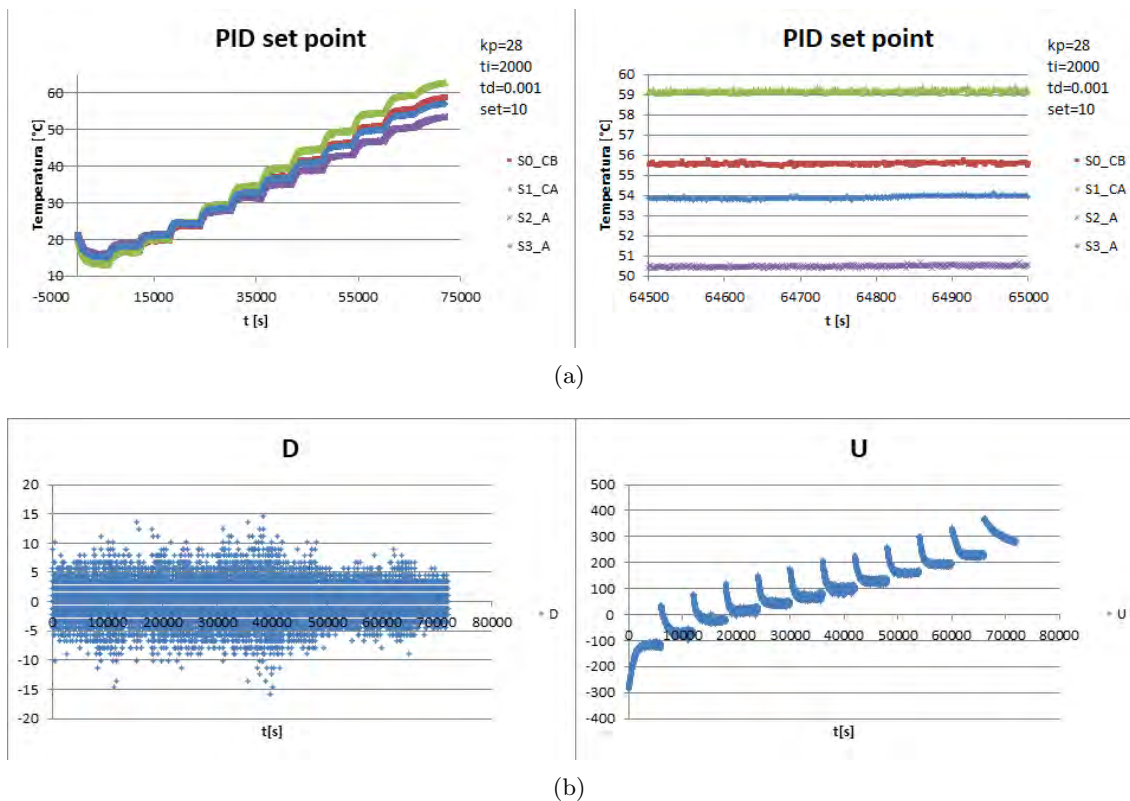 PID set point
kp=28
ti=2000
td=0.001
set=10
60
50
40
30
20
10
Temperatura [°C]
-5000 15000 35000 55000 75000
t [s]
S0_CB
S1_CA
S2_A
S3_A
PID set point
kp=28
ti=2000
td=0.001
set=10
60
59
58
57
56
55
54
53
52
51
50
Temperatura [°C]
64500 64600 64700 64800 64900 65000
t [s]
S0_CB
S1_CA
S2_A
S3_A
(a)
D
20
15
10
5
0
-5
-10
-15
-20
0 10000 20000 30000 40000 50000 60000 70000 80000
t[s]
D
U
500
400
300
200
100
0
-100
-200
-300
-400
0 10000 20000 30000 40000 50000 60000 70000 80000
t[s]
U
(b)